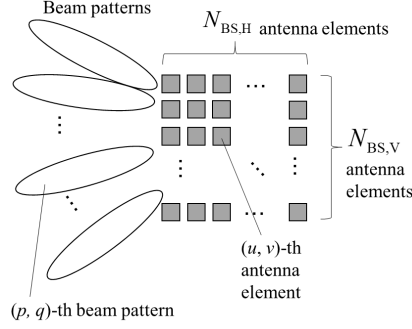 Beam patterns
N_BS,H antenna elements
N_BS,V
antenna
elements
(u, v)-th
antenna
element
(p, q)-th beam pattern